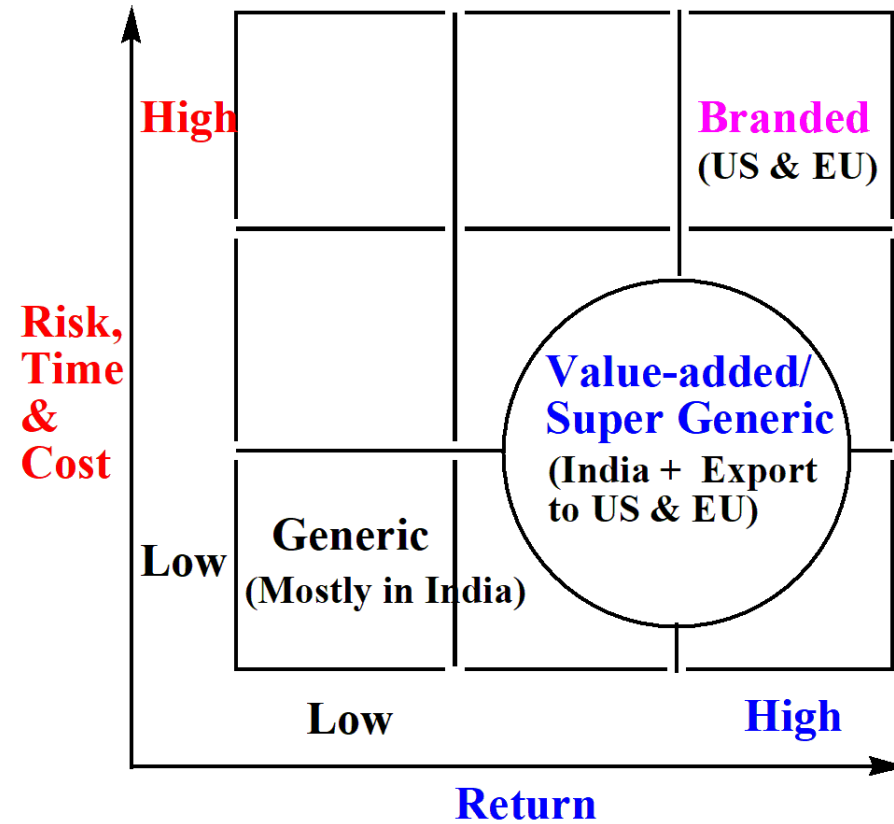 High
Branded
(US & EU)
Risk,
Time
&
Cost
Value-added/
Super Generic
(India + Export
to US & EU)
Generic
(Mostly in India)
Low
Low
High
Return